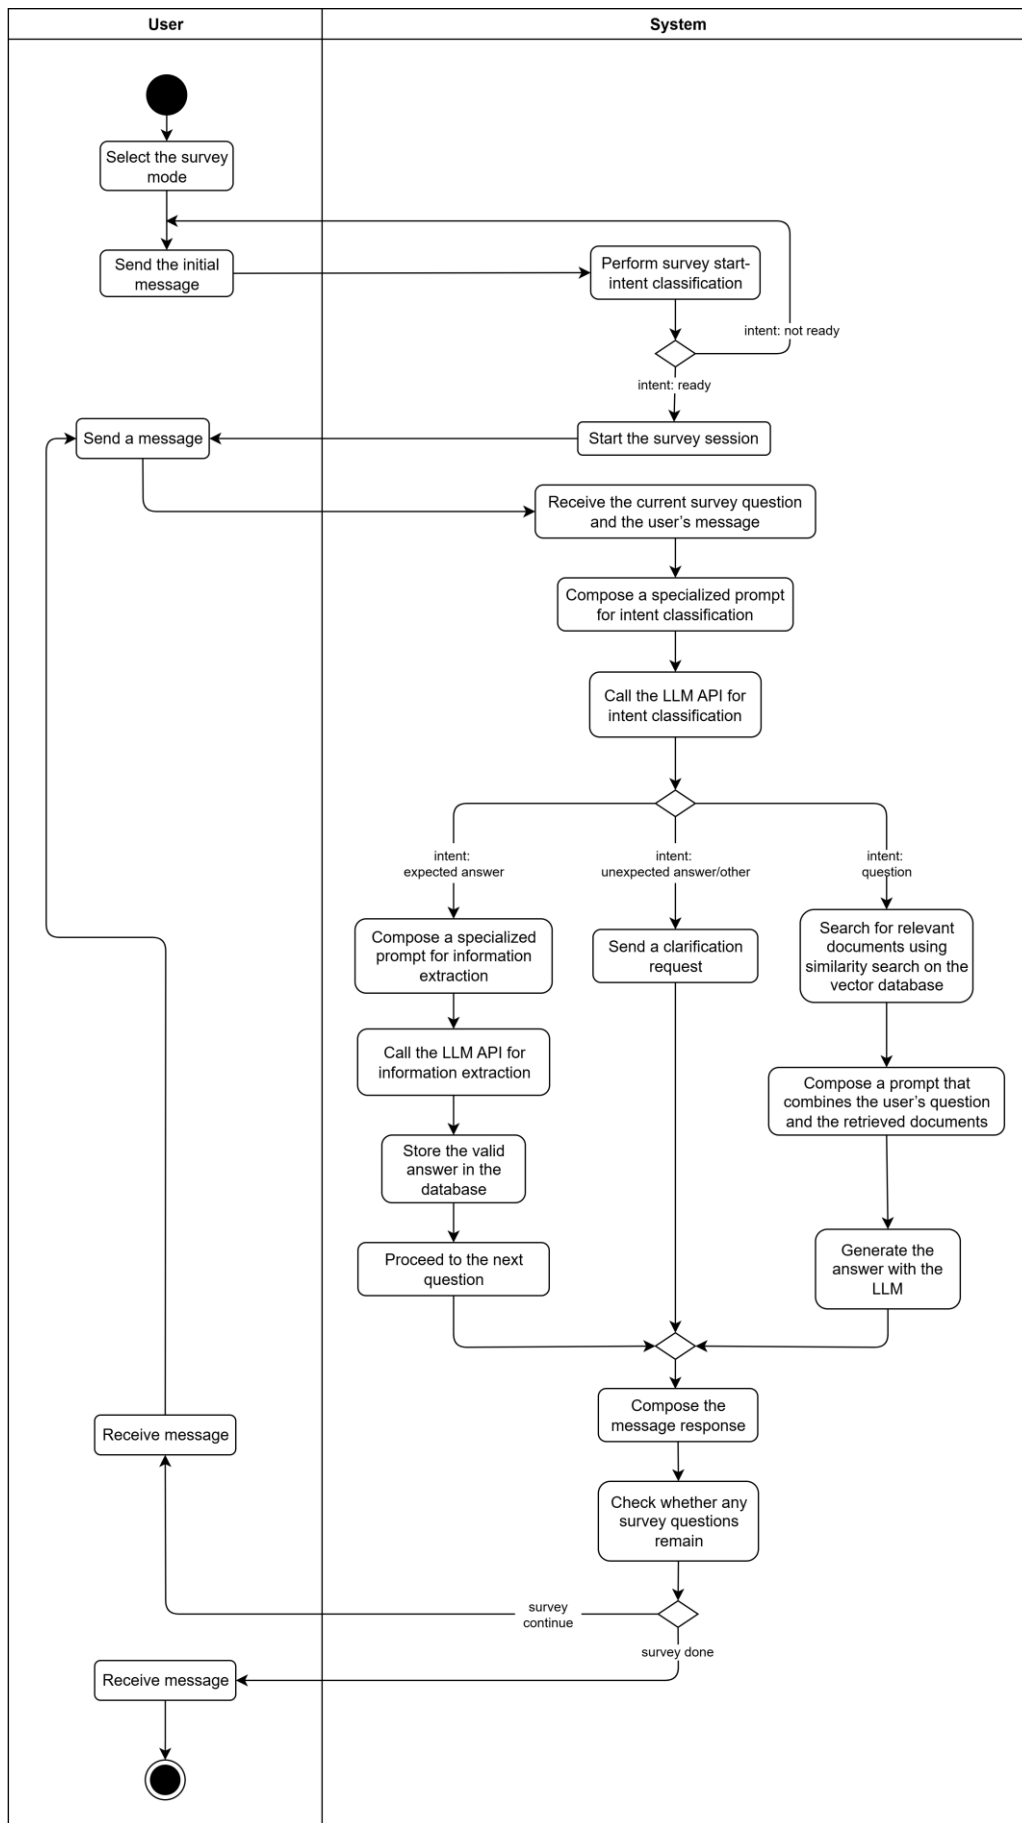 User
System
Select the survey
mode
Send the initial
message
Perform survey start-
intent classification
intent: not ready
intent: ready
Send a message
Start the survey session
Receive the current survey question
and the user's message
Compose a specialized prompt
for intent classification
Call the LLM API for
intent classification
intent:
expected answer
intent:
unexpected answer/other
intent:
question
Compose a specialized
prompt for information
extraction
Send a clarification
request
Search for relevant
documents using
similarity search on the
vector database
Call the LLM API for
information extraction
Compose a prompt that
combines the user's question
and the retrieved documents
Store the valid
answer in the
database
Proceed to the next
question
Generate the
answer with the
LLM
Compose the
message response
Receive message
Check whether any
survey questions
remain
survey
continue
survey done
Receive message